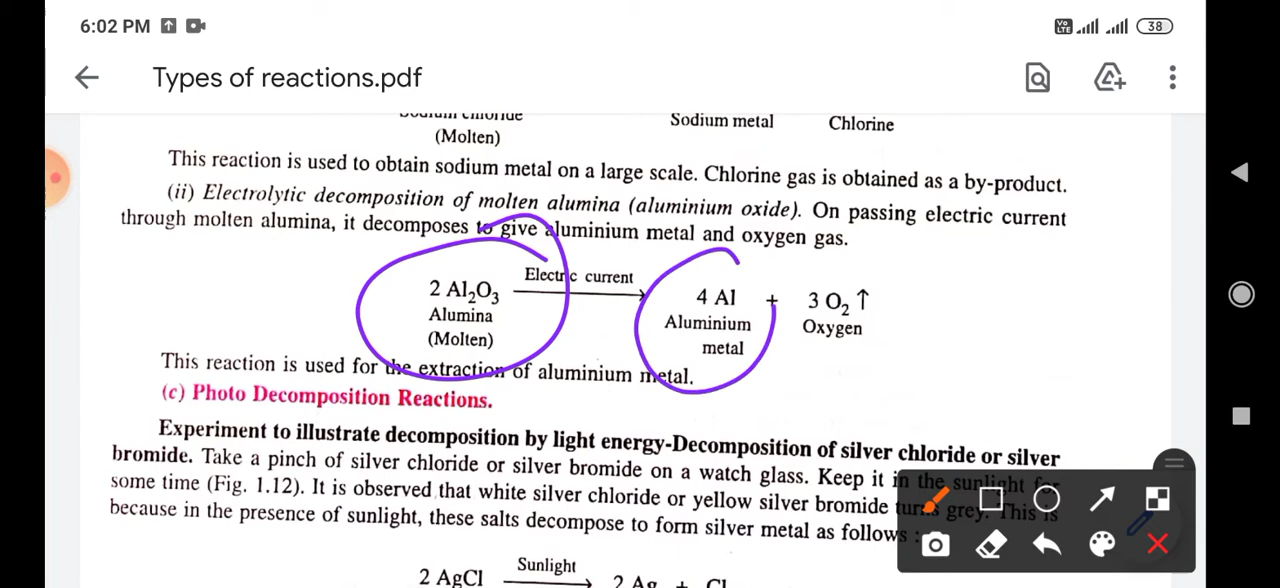 6:02 PM
Vo LTE 38
Types of reactions.pdf
Sodium chloride Sodium metal Chlorine
(Molten)
This reaction is used to obtain sodium metal on a large scale. Chlorine gas is obtained as a by-product.
(ii) Electrolytic decomposition of molten alumina (aluminium oxide). On passing electric current
through molten alumina, it decomposes to give aluminium metal and oxygen gas.
Electric current
2 Al₂O₃ → 4 Al + 3 O₂ ↑
Alumina Aluminium Oxygen
(Molten) metal
This reaction is used for the extraction of aluminium metal.
(c) Photo Decomposition Reactions.
Experiment to illustrate decomposition by light energy-Decomposition of silver chloride or silver
bromide. Take a pinch of silver chloride or silver bromide on a watch glass. Keep it in the sunlight for
some time (Fig. 1.12). It is observed that white silver chloride or yellow silver bromide turns grey. This is
because in the presence of sunlight, these salts decompose to form silver metal as follows :
Sunlight
2 AgCl → 2 Ag + Cl